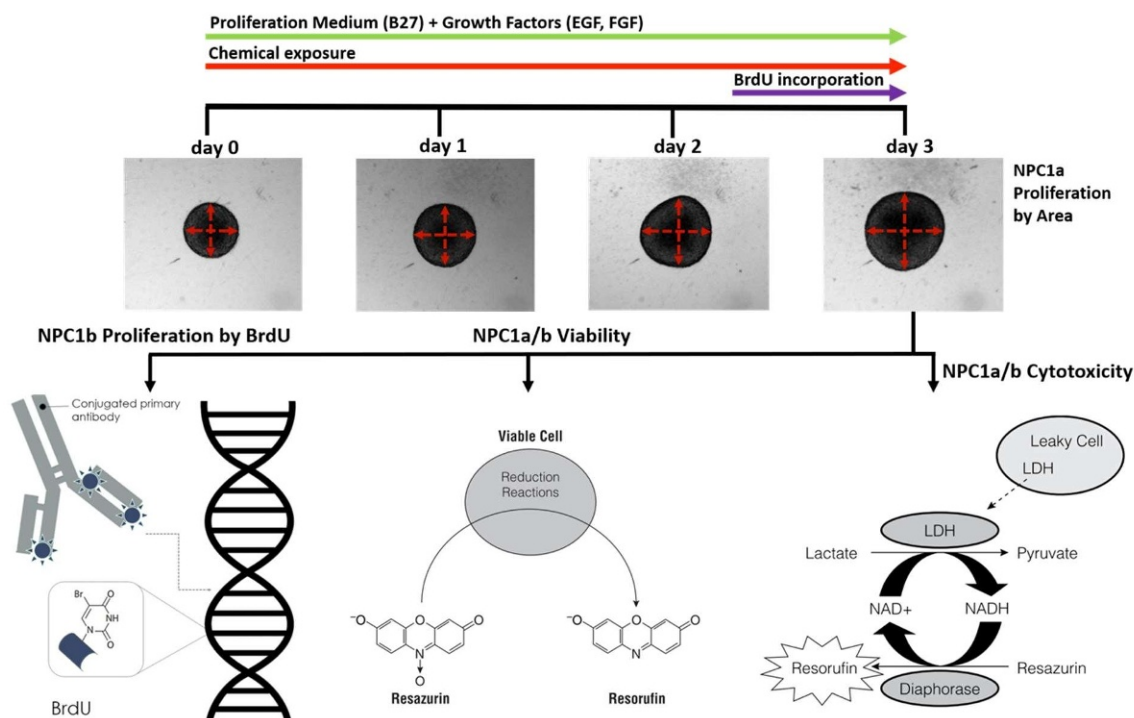 Proliferation Medium (B27) + Growth Factors (EGF, FGF)
Chemical exposure
BrdU incorporation
day 0
day 1
day 2
day 3
NPC1a
Proliferation
by Area
NPC1b Proliferation by BrdU
NPC1a/b Viability
NPC1a/b Cytotoxicity
Conjugated primary
antibody
Br
O
NH
N
O
BrdU
Viable Cell
Reduction
Reactions
⁻O
O
O
N
O
Resazurin
⁻O
O
O
N
Resorufin
Leaky Cell
LDH
LDH
Lactate
Pyruvate
NAD+
NADH
Resorufin
Resazurin
Diaphorase